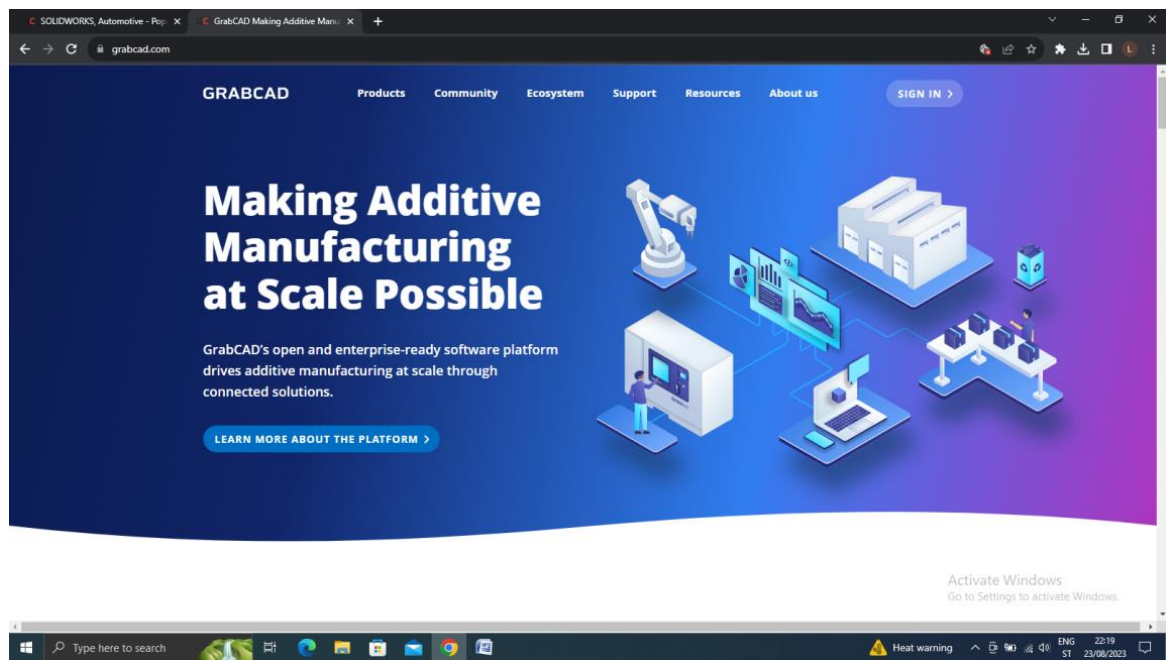 SOLIDWORKS, Automotive - Pop
GrabCAD Making Additive Manu
grabcad.com
L
GRABCAD
Products
Community
Ecosystem
Support
Resources
About us
SIGN IN >
Making Additive
Manufacturing
at Scale Possible
GrabCAD's open and enterprise-ready software platform
drives additive manufacturing at scale through
connected solutions.
LEARN MORE ABOUT THE PLATFORM >
Activate Windows
Go to Settings to activate Windows.
Type here to search
Heat warning
ENG
ST
22:19
23/08/2023